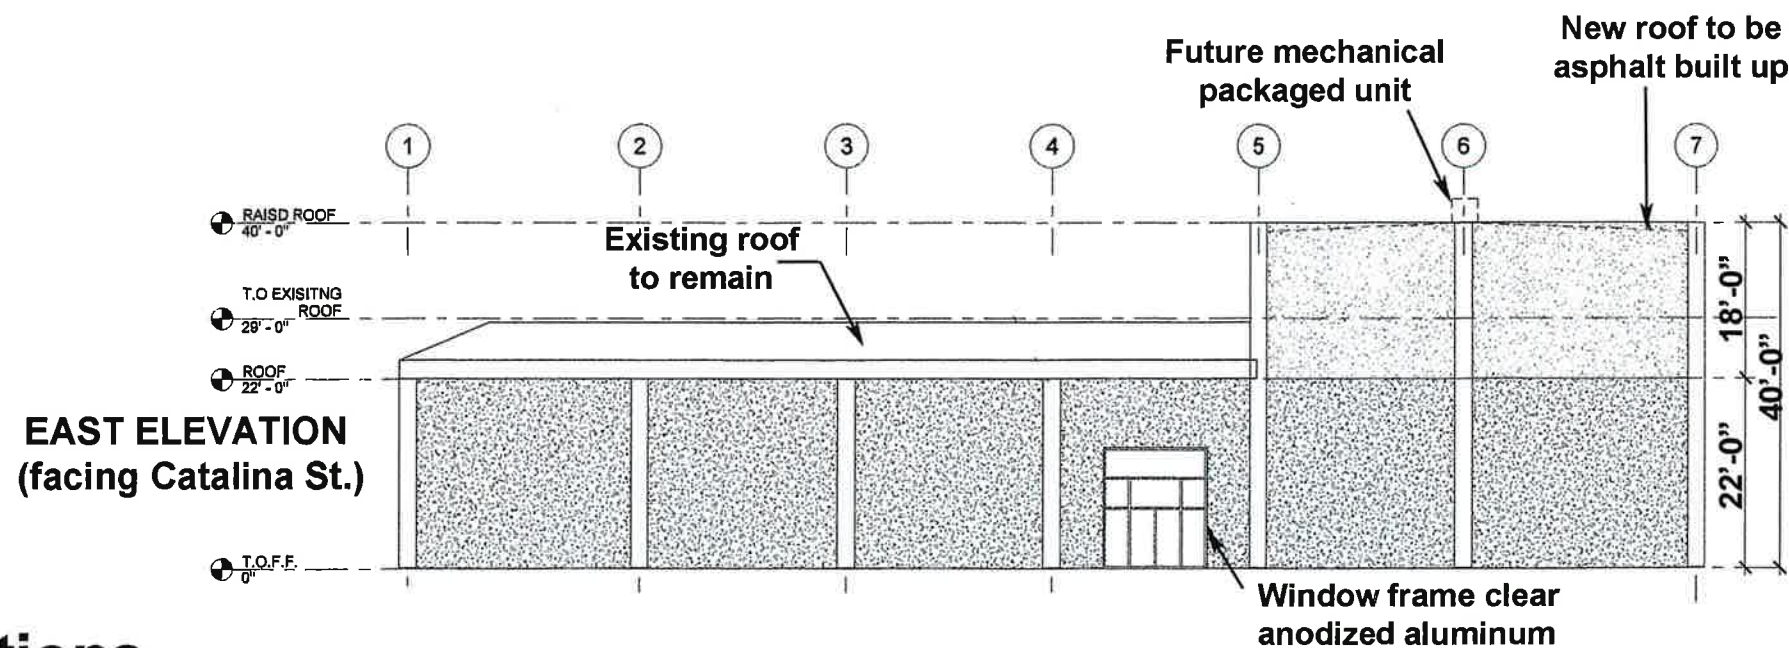 New roof to be
asphalt built up
Future mechanical
packaged unit
1
2
3
4
5
6
7
RAISD ROOF
40' - 0"
Existing roof
to remain
T.O EXISITNG
ROOF
29' - 0"
ROOF
22' - 0"
18'-0"
40'-0"
22'-0"
EAST ELEVATION
(facing Catalina St.)
T.O.F.F.
0"
Window frame clear
anodized aluminum